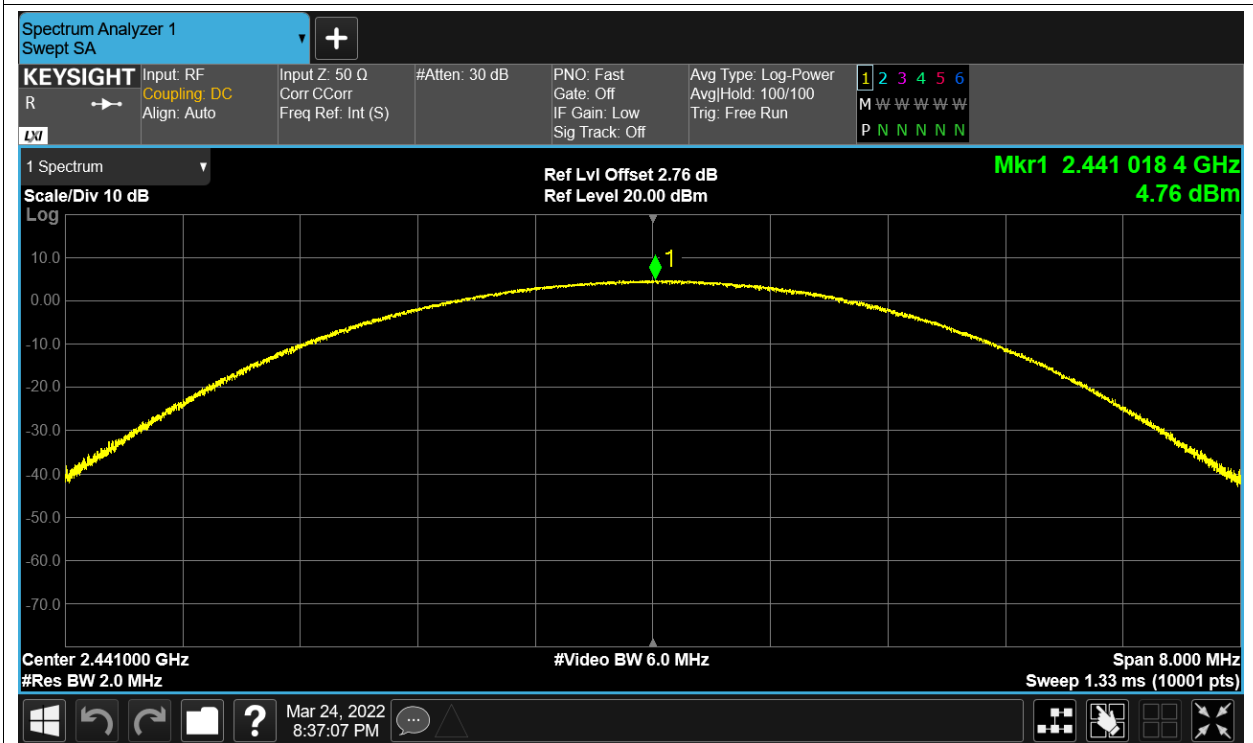 Spectrum Analyzer 1
Swept SA
KEYSIGHT
R
LXI
Input: RF
Coupling: DC
Align: Auto
Input Z: 50 Ω
Corr CCorr
Freq Ref: Int (S)
#Atten: 30 dB
PNO: Fast
Gate: Off
IF Gain: Low
Sig Track: Off
Avg Type: Log-Power
Avg|Hold: 100/100
Trig: Free Run
1 2 3 4 5 6
M W W W W W
P N N N N N
1 Spectrum
Scale/Div 10 dB
Log
Ref Lvl Offset 2.76 dB
Ref Level 20.00 dBm
Mkr1 2.441 018 4 GHz
4.76 dBm
1
10.0
0.00
-10.0
-20.0
-30.0
-40.0
-50.0
-60.0
-70.0
Center 2.441000 GHz
#Res BW 2.0 MHz
#Video BW 6.0 MHz
Span 8.000 MHz
Sweep 1.33 ms (10001 pts)
?
Mar 24, 2022
8:37:07 PM